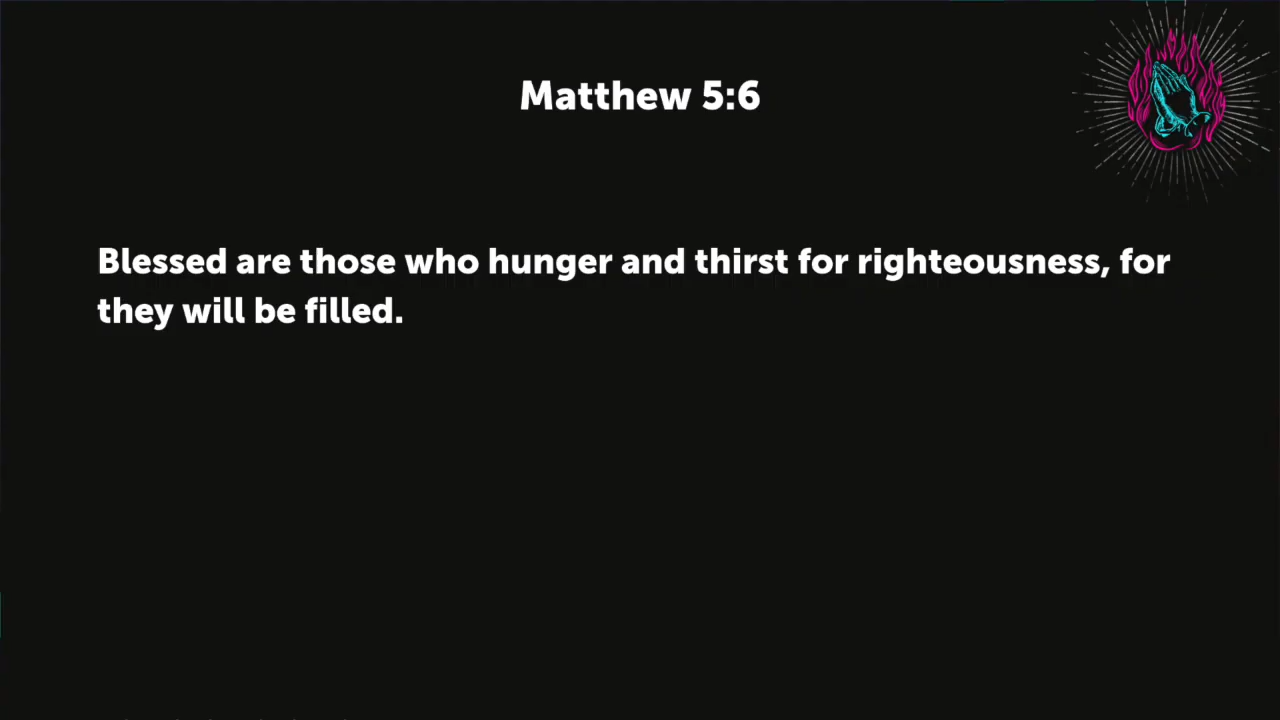 Matthew 5:6
Blessed are those who hunger and thirst for righteousness, for
they will be filled.